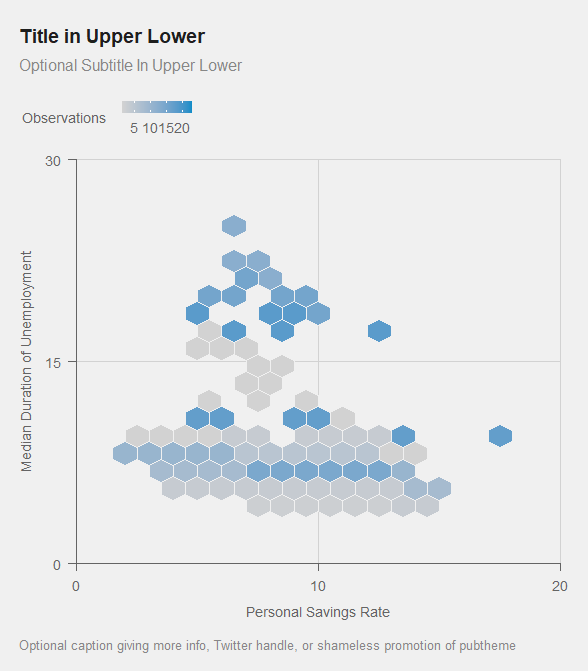 Title in Upper Lower
Optional Subtitle In Upper Lower
Observations
5 101520
30
15
0
Median Duration of Unemployment
0 10 20
Personal Savings Rate
Optional caption giving more info, Twitter handle, or shameless promotion of pubtheme